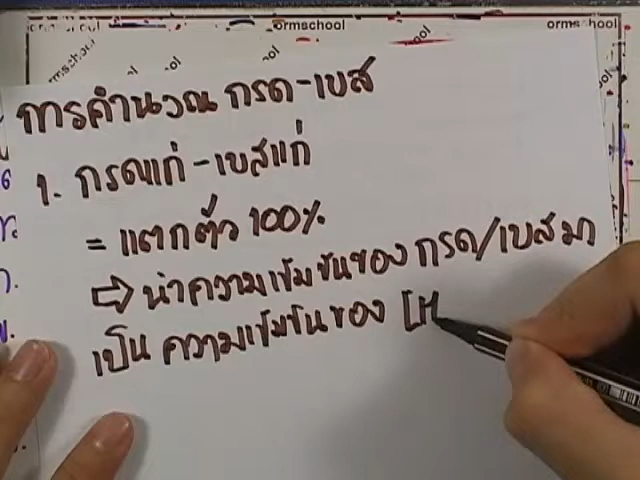 ormschool ormschool
การคำนวณ กรด-เบส
1. กรดแก่ - เบสแก่
= แตกตัว 100%
⇨ นำความเข้มข้นของ กรด/เบส มา
เป็น ความเข้มข้นของ [H